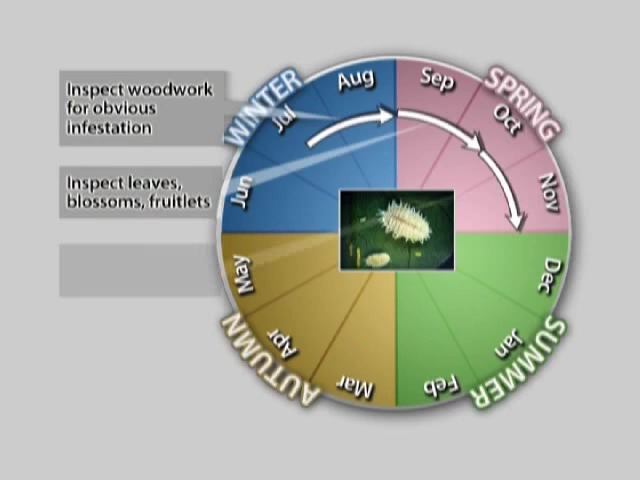 Inspect woodwork
for obvious
infestation
Inspect leaves,
blossoms, fruitlets
WINTER
SPRING
SUMMER
AUTUMN
Jun
Jul
Aug
Sep
Oct
Nov
Dec
Jan
Feb
Mar
Apr
May